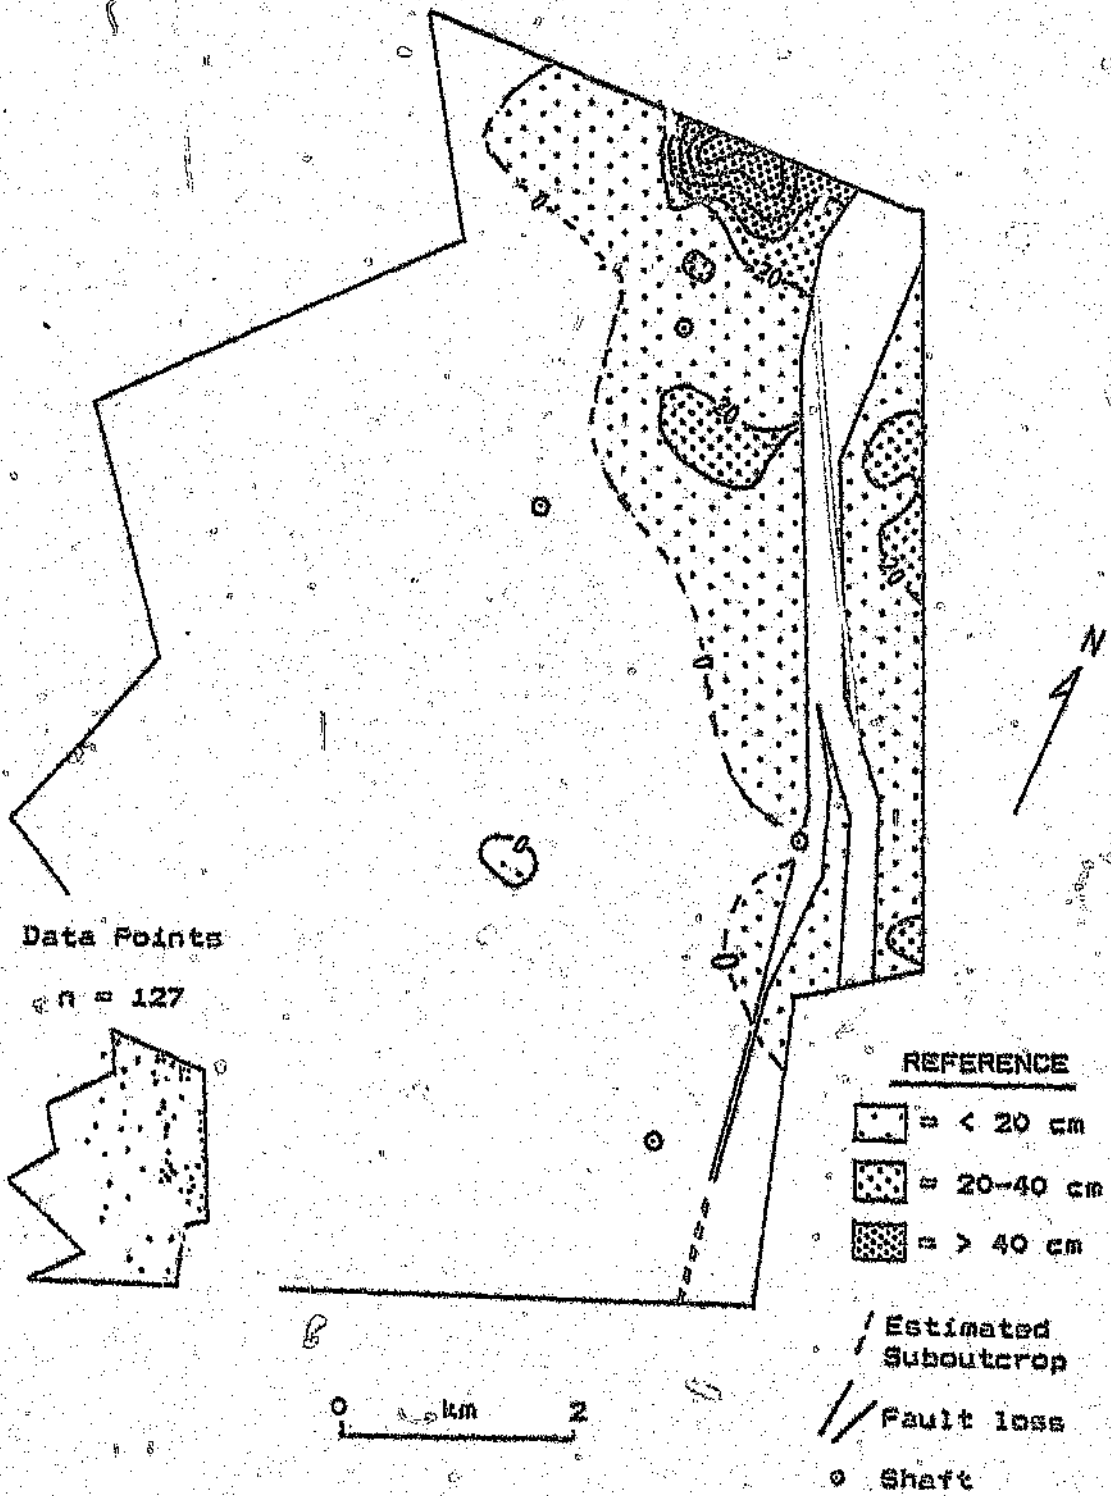 0
20
20
0
0
0
N
Data Points
n = 127
REFERENCE
= < 20 cm
= 20-40 cm
= > 40 cm
Estimated
Suboutcrop
Fault loss
Shaft
0 km 2